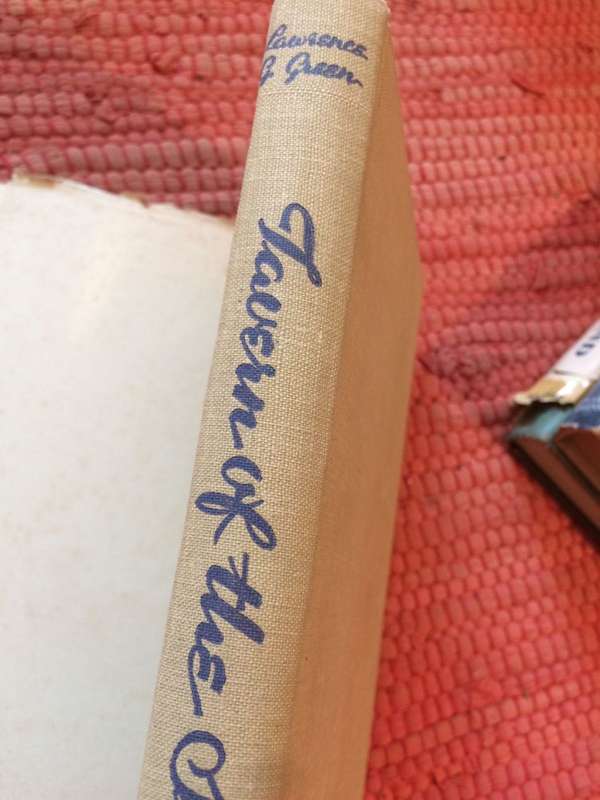 Lawrence
G. Green
Tavern of the